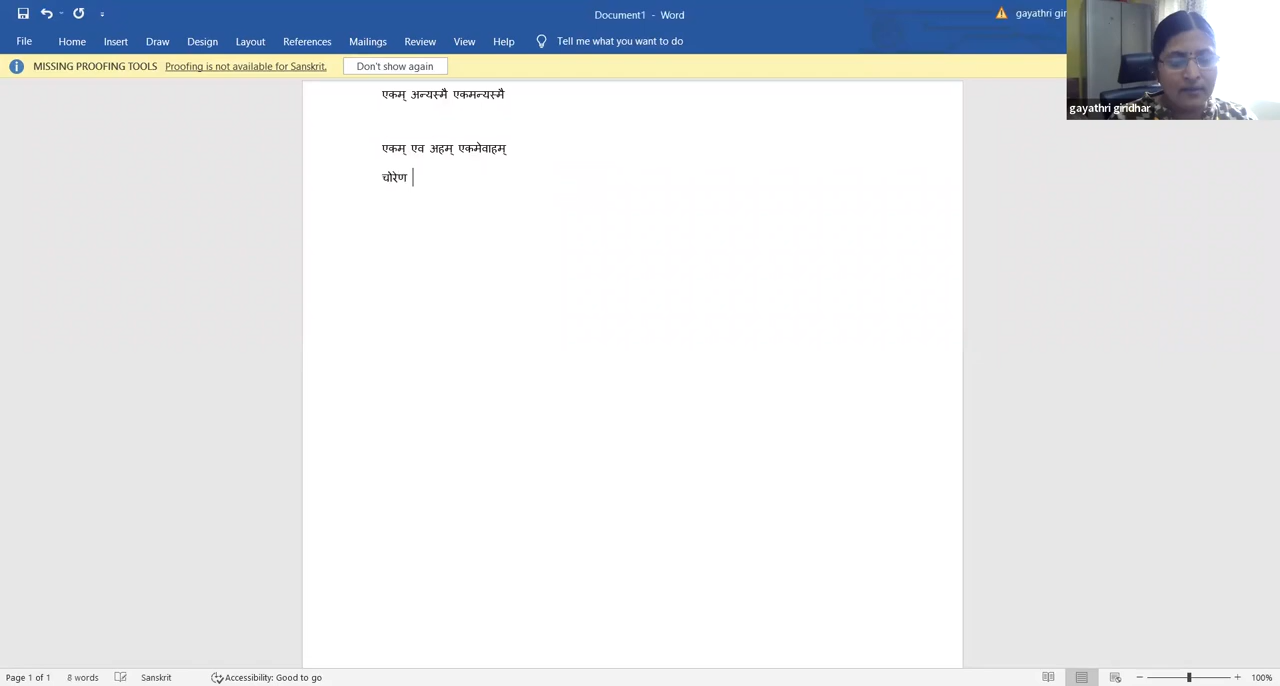 Document1 - Word
gayathri gir
File Home Insert Draw Design Layout References Mailings Review View Help Tell me what you want to do
MISSING PROOFING TOOLS Proofing is not available for Sanskrit. Don't show again
gayathri giridhar
एकम् अन्यस्मै एकमन्यस्मै
एकम् एव अहम् एकमेवाहम्
चोरेण
Page 1 of 1 8 words Sanskrit Accessibility: Good to go 100%